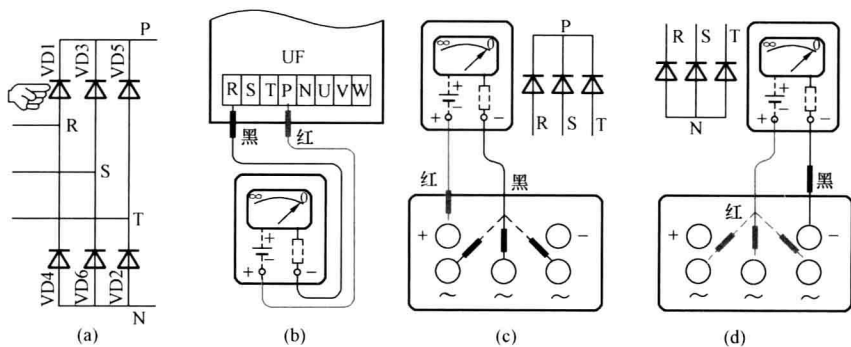 P
VD1
VD3
VD5
R
S
T
VD4
VD6
VD2
N
(a)
UF
R S T P N U V W
黑
红
∞ 0
+
−
+ −
(b)
∞ 0
+
−
+ −
P
R S T
红
黑
+ −
~ ~ ~
(c)
R S T
N
∞ 0
+
−
+ −
红
黑
+ −
~ ~ ~
(d)